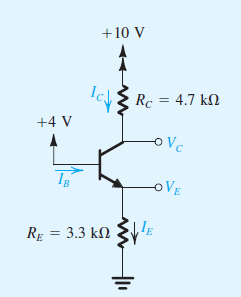 +10 V
I_C
R_C = 4.7 kΩ
+4 V
V_C
I_B
V_E
R_E = 3.3 kΩ
I_E